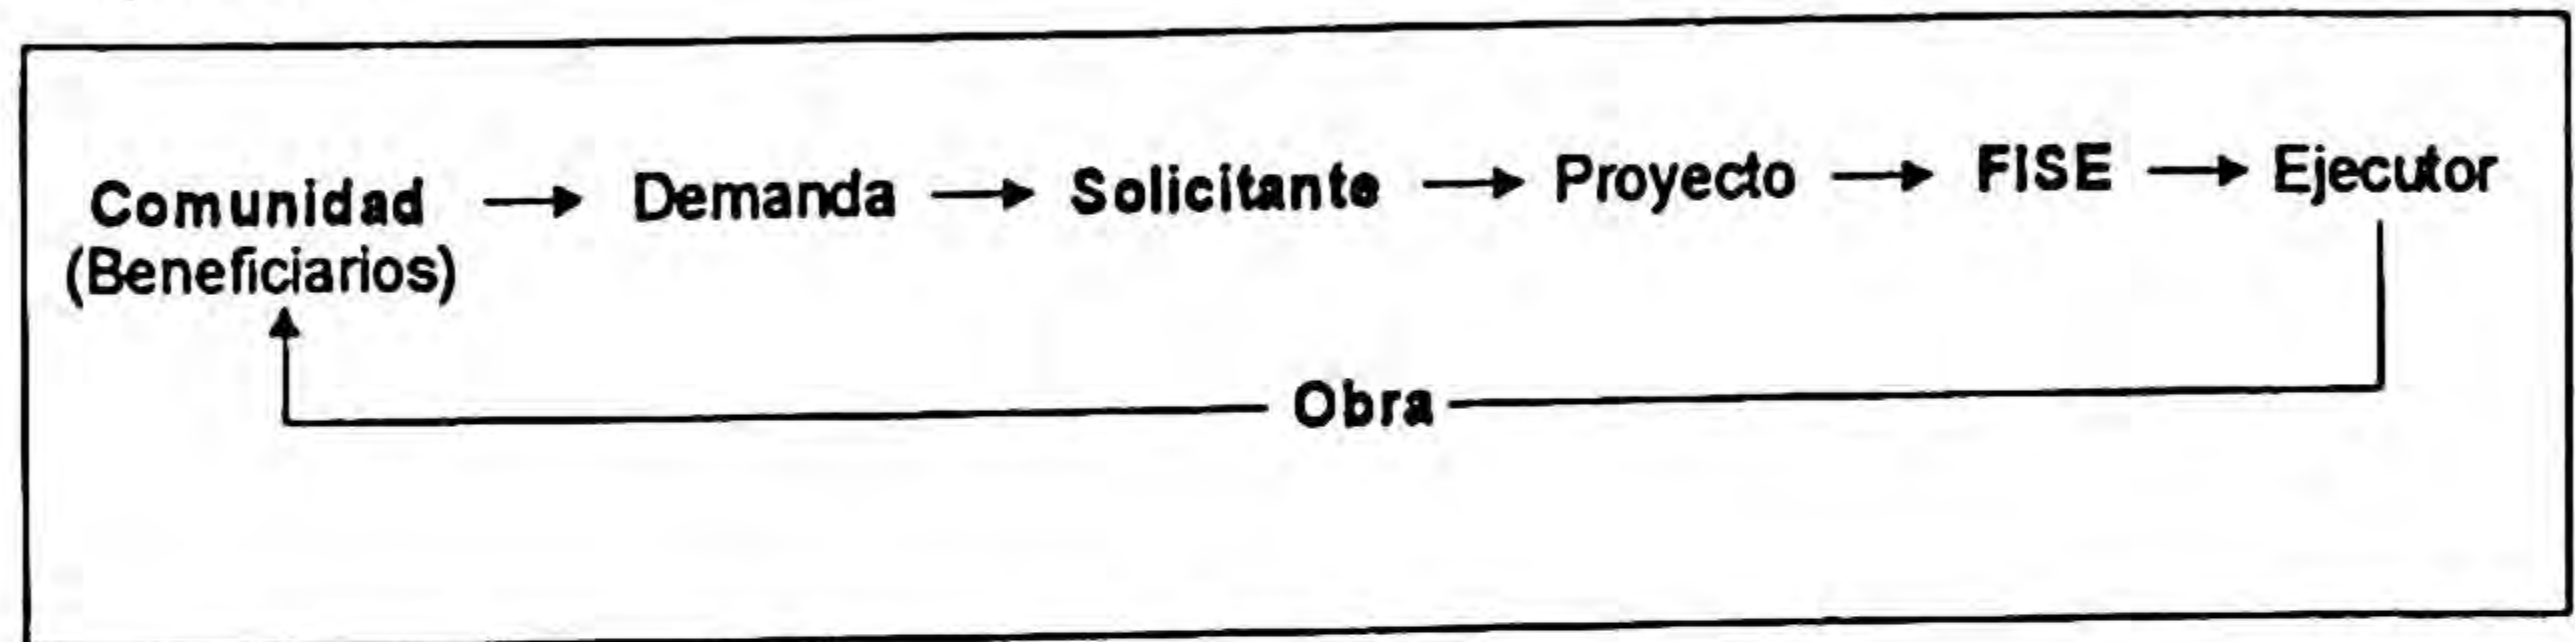 Comunidad → Demanda → Solicitante → Proyecto → FISE → Ejecutor
(Beneficiarios)
Obra